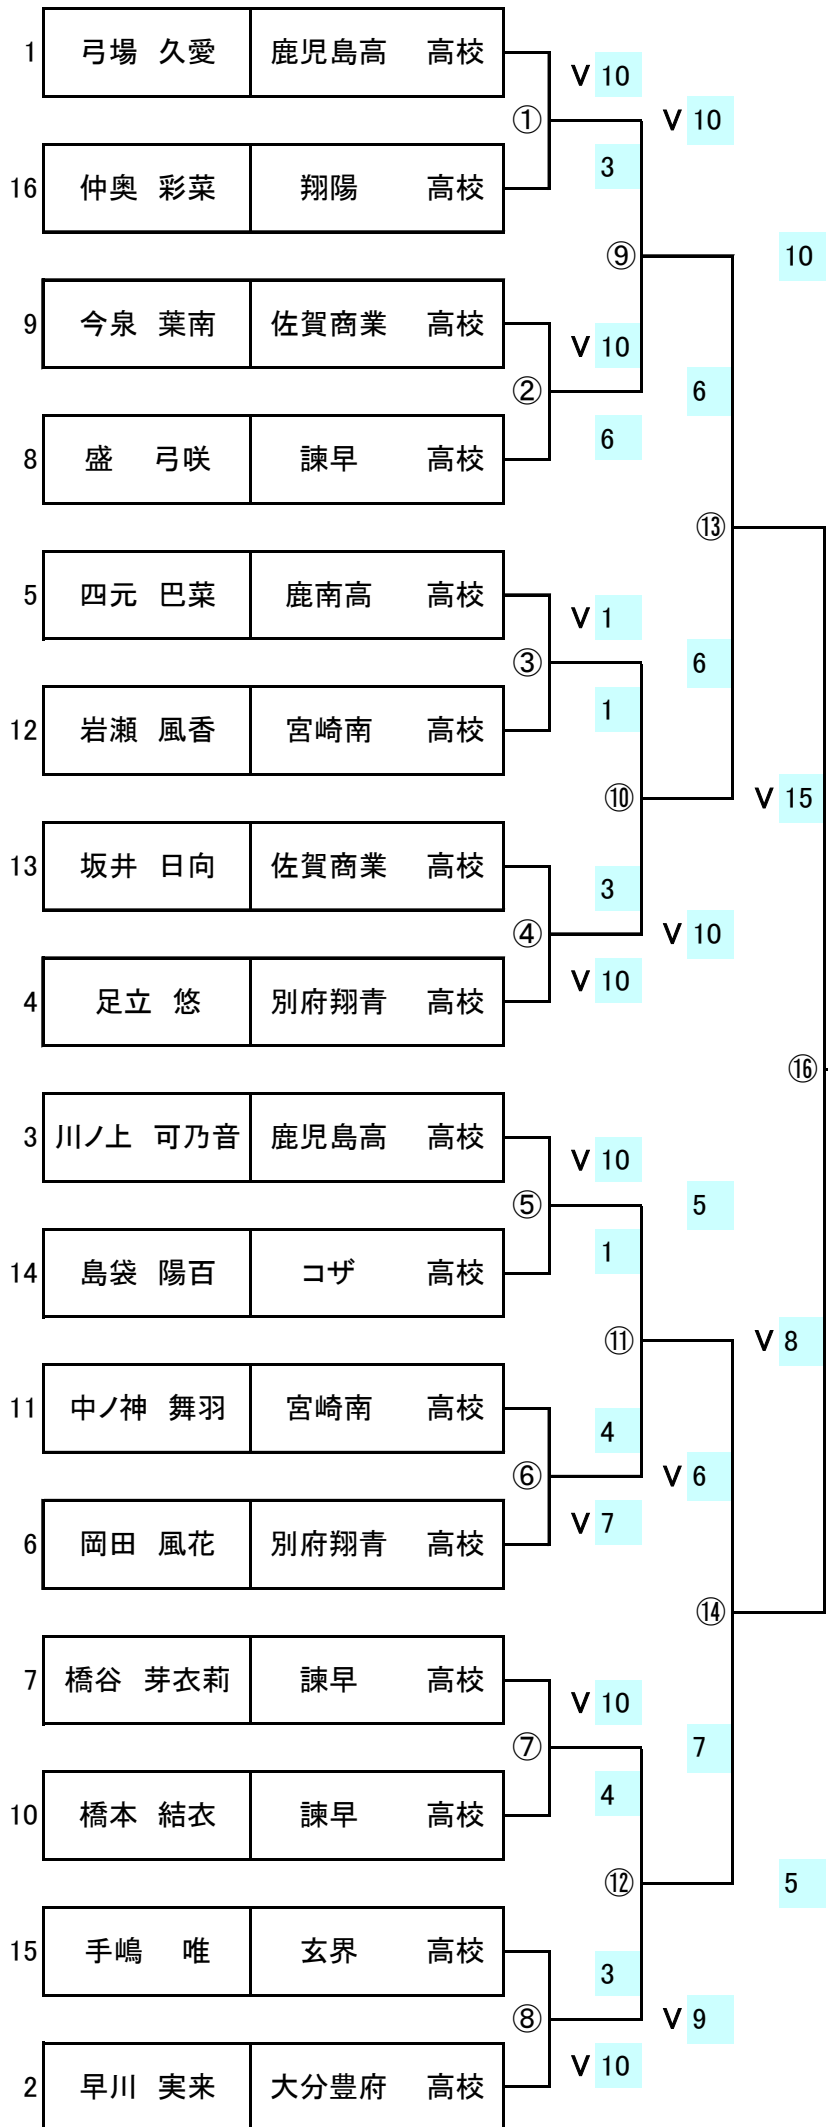 1 弓場 久愛 鹿児島高 高校
V 10
① V 10
3
16 仲奥 彩菜 翔陽 高校
⑨ 10
9 今泉 葉南 佐賀商業 高校
V 10
② 6
6
8 盛 弓咲 諫早 高校
⑬
5 四元 巴菜 鹿南高 高校
V 1
③ 6
1
12 岩瀬 風香 宮崎南 高校
⑩ V 15
13 坂井 日向 佐賀商業 高校
3
④ V 10
V 10
4 足立 悠 別府翔青 高校
⑯
3 川ノ上 可乃音 鹿児島高 高校
V 10
⑤ 5
1
14 島袋 陽百 コザ 高校
⑪ V 8
11 中ノ神 舞羽 宮崎南 高校
4
⑥ V 6
V 7
6 岡田 風花 別府翔青 高校
⑭
7 橋谷 芽衣莉 諫早 高校
V 10
⑦ 7
4
10 橋本 結衣 諫早 高校
⑫ 5
15 手嶋 唯 玄界 高校
3
⑧ V 9
V 10
2 早川 実来 大分豊府 高校